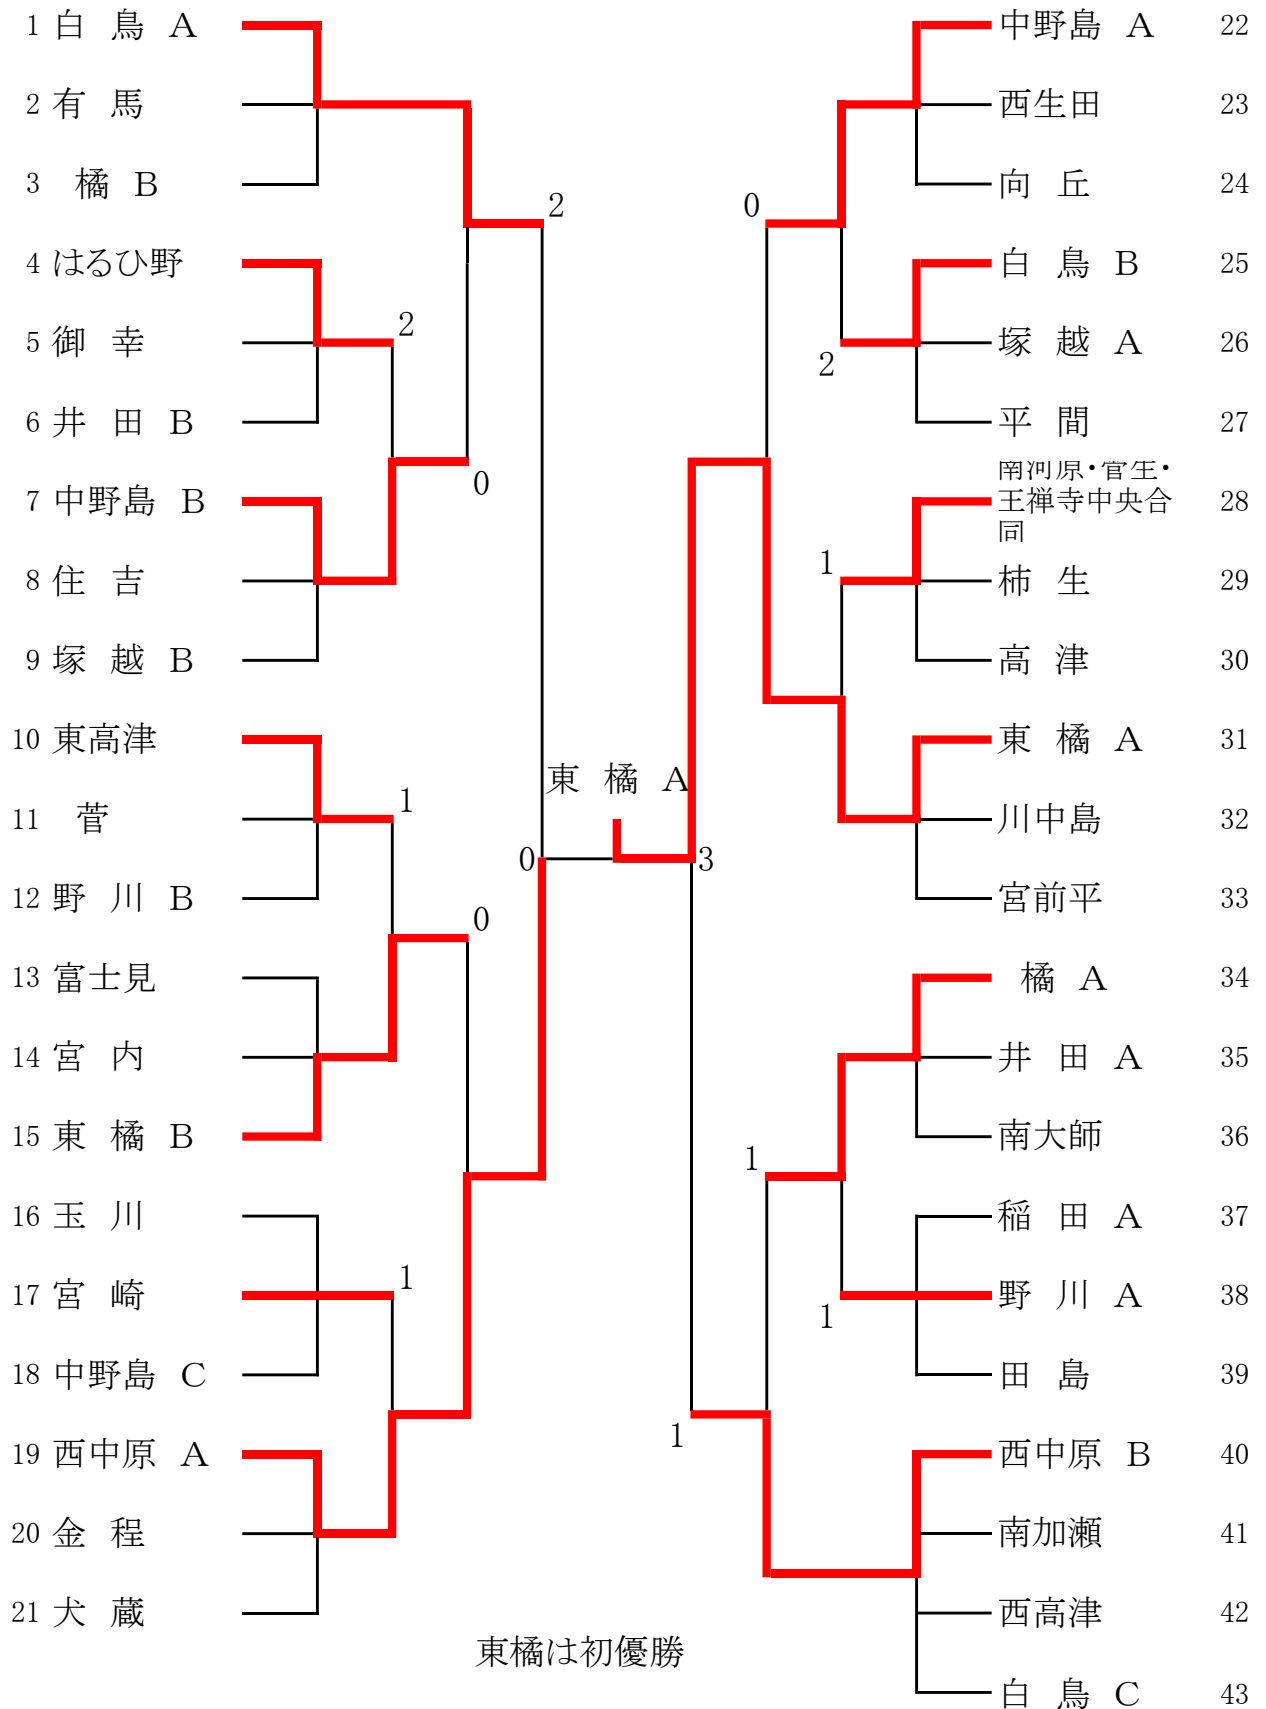 1 白 鳥 A
2 有 馬
3 橘 B
4 はるひ野
5 御 幸
6 井 田 B
7 中野島 B
8 住 吉
9 塚 越 B
10 東高津
11 菅
12 野 川 B
13 富士見
14 宮 内
15 東 橘 B
16 玉 川
17 宮 崎
18 中野島 C
19 西中原 A
20 金 程
21 犬 蔵
2
2
0
1
0
1
0
東 橘 A
3
0
2
1
1
1
1
中野島 A 22
西生田 23
向 丘 24
白 鳥 B 25
塚 越 A 26
平 間 27
南河原・菅生・
王禅寺中央合 28
同
柿 生 29
高 津 30
東 橘 A 31
川中島 32
宮前平 33
橘 A 34
井 田 A 35
南大師 36
稲 田 A 37
野 川 A 38
田 島 39
西中原 B 40
南加瀬 41
西高津 42
白 鳥 C 43
東橘は初優勝